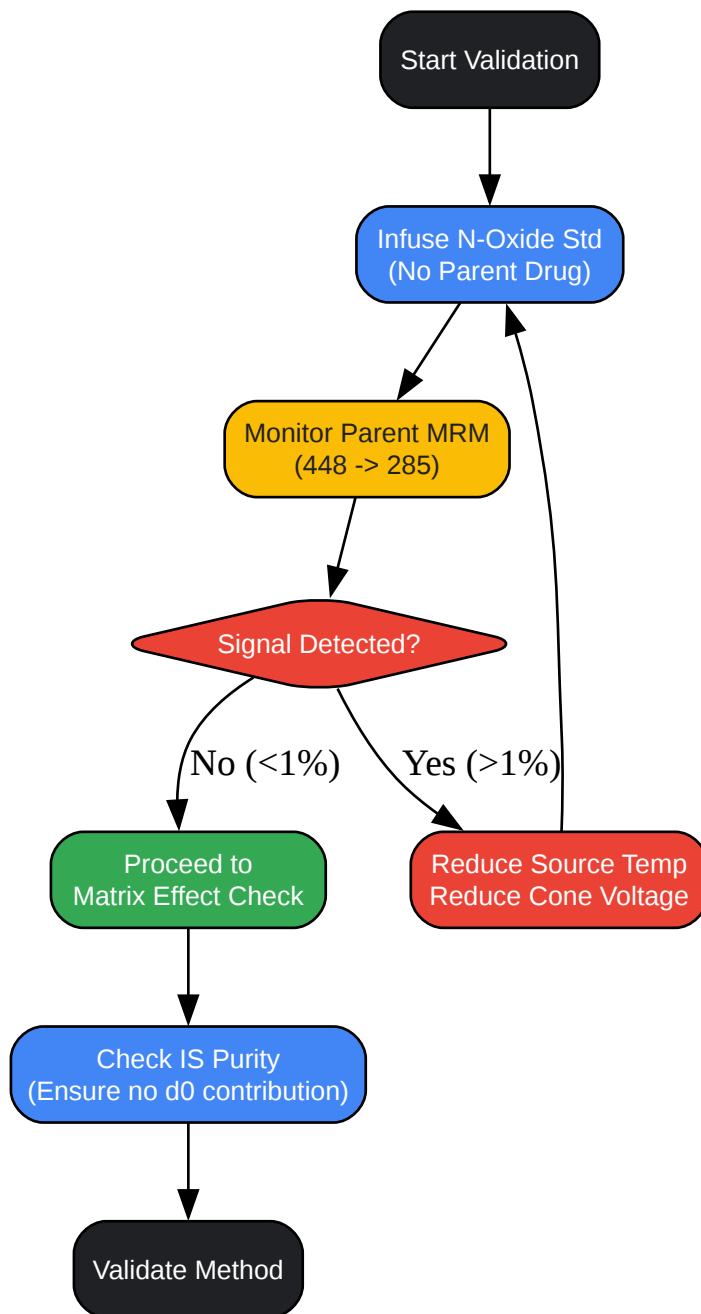 Start Validation
Infuse N-Oxide Std
(No Parent Drug)
Monitor Parent MRM
(448 -> 285)
Signal Detected?
No (<1%)
Yes (>1%)
Proceed to
Matrix Effect Check
Reduce Source Temp
Reduce Cone Voltage
Check IS Purity
(Ensure no d0 contribution)
Validate Method